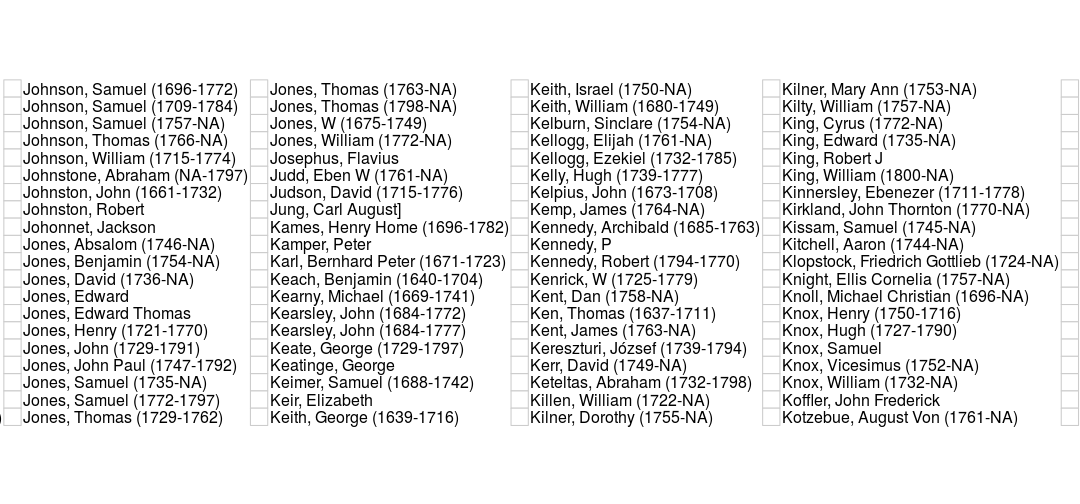 Johnson, Samuel (1696-1772)
Johnson, Samuel (1709-1784)
Johnson, Samuel (1757-NA)
Johnson, Thomas (1766-NA)
Johnson, William (1715-1774)
Johnstone, Abraham (NA-1797)
Johnston, John (1661-1732)
Johnston, Robert
Johonnet, Jackson
Jones, Absalom (1746-NA)
Jones, Benjamin (1754-NA)
Jones, David (1736-NA)
Jones, Edward
Jones, Edward Thomas
Jones, Henry (1721-1770)
Jones, John (1729-1791)
Jones, John Paul (1747-1792)
Jones, Samuel (1735-NA)
Jones, Samuel (1772-1797)
Jones, Thomas (1729-1762)
Jones, Thomas (1763-NA)
Jones, Thomas (1798-NA)
Jones, W (1675-1749)
Jones, William (1772-NA)
Josephus, Flavius
Judd, Eben W (1761-NA)
Judson, David (1715-1776)
Jung, Carl August]
Kames, Henry Home (1696-1782)
Kamper, Peter
Karl, Bernhard Peter (1671-1723)
Keach, Benjamin (1640-1704)
Kearny, Michael (1669-1741)
Kearsley, John (1684-1772)
Kearsley, John (1684-1777)
Keate, George (1729-1797)
Keatinge, George
Keimer, Samuel (1688-1742)
Keir, Elizabeth
Keith, George (1639-1716)
Keith, Israel (1750-NA)
Keith, William (1680-1749)
Kelburn, Sinclare (1754-NA)
Kellogg, Elijah (1761-NA)
Kellogg, Ezekiel (1732-1785)
Kelly, Hugh (1739-1777)
Kelpius, John (1673-1708)
Kemp, James (1764-NA)
Kennedy, Archibald (1685-1763)
Kennedy, P
Kennedy, Robert (1794-1770)
Kenrick, W (1725-1779)
Kent, Dan (1758-NA)
Ken, Thomas (1637-1711)
Kent, James (1763-NA)
Kereszturi, József (1739-1794)
Kerr, David (1749-NA)
Keteltas, Abraham (1732-1798)
Killen, William (1722-NA)
Kilner, Dorothy (1755-NA)
Kilner, Mary Ann (1753-NA)
Kilty, William (1757-NA)
King, Cyrus (1772-NA)
King, Edward (1735-NA)
King, Robert J
King, William (1800-NA)
Kinnersley, Ebenezer (1711-1778)
Kirkland, John Thornton (1770-NA)
Kissam, Samuel (1745-NA)
Kitchell, Aaron (1744-NA)
Klopstock, Friedrich Gottlieb (1724-NA)
Knight, Ellis Cornelia (1757-NA)
Knoll, Michael Christian (1696-NA)
Knox, Henry (1750-1716)
Knox, Hugh (1727-1790)
Knox, Samuel
Knox, Vicesimus (1752-NA)
Knox, William (1732-NA)
Koffler, John Frederick
Kotzebue, August Von (1761-NA)